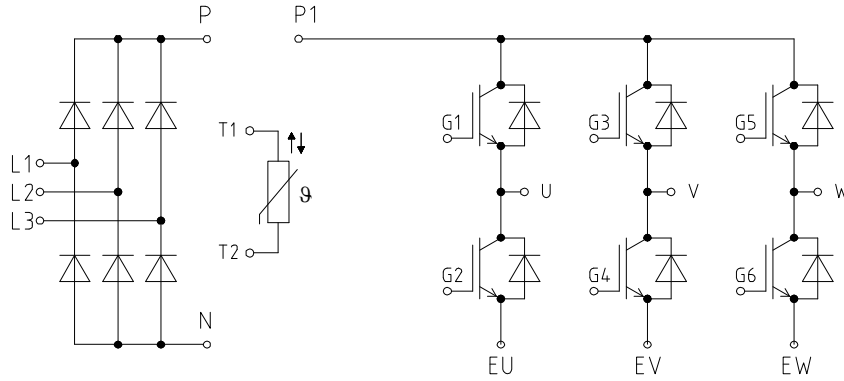 P P1
T1
G1 G3 G5
L1
L2 U V W
L3 ϑ
T2
G2 G4 G6
N
EU EV EW